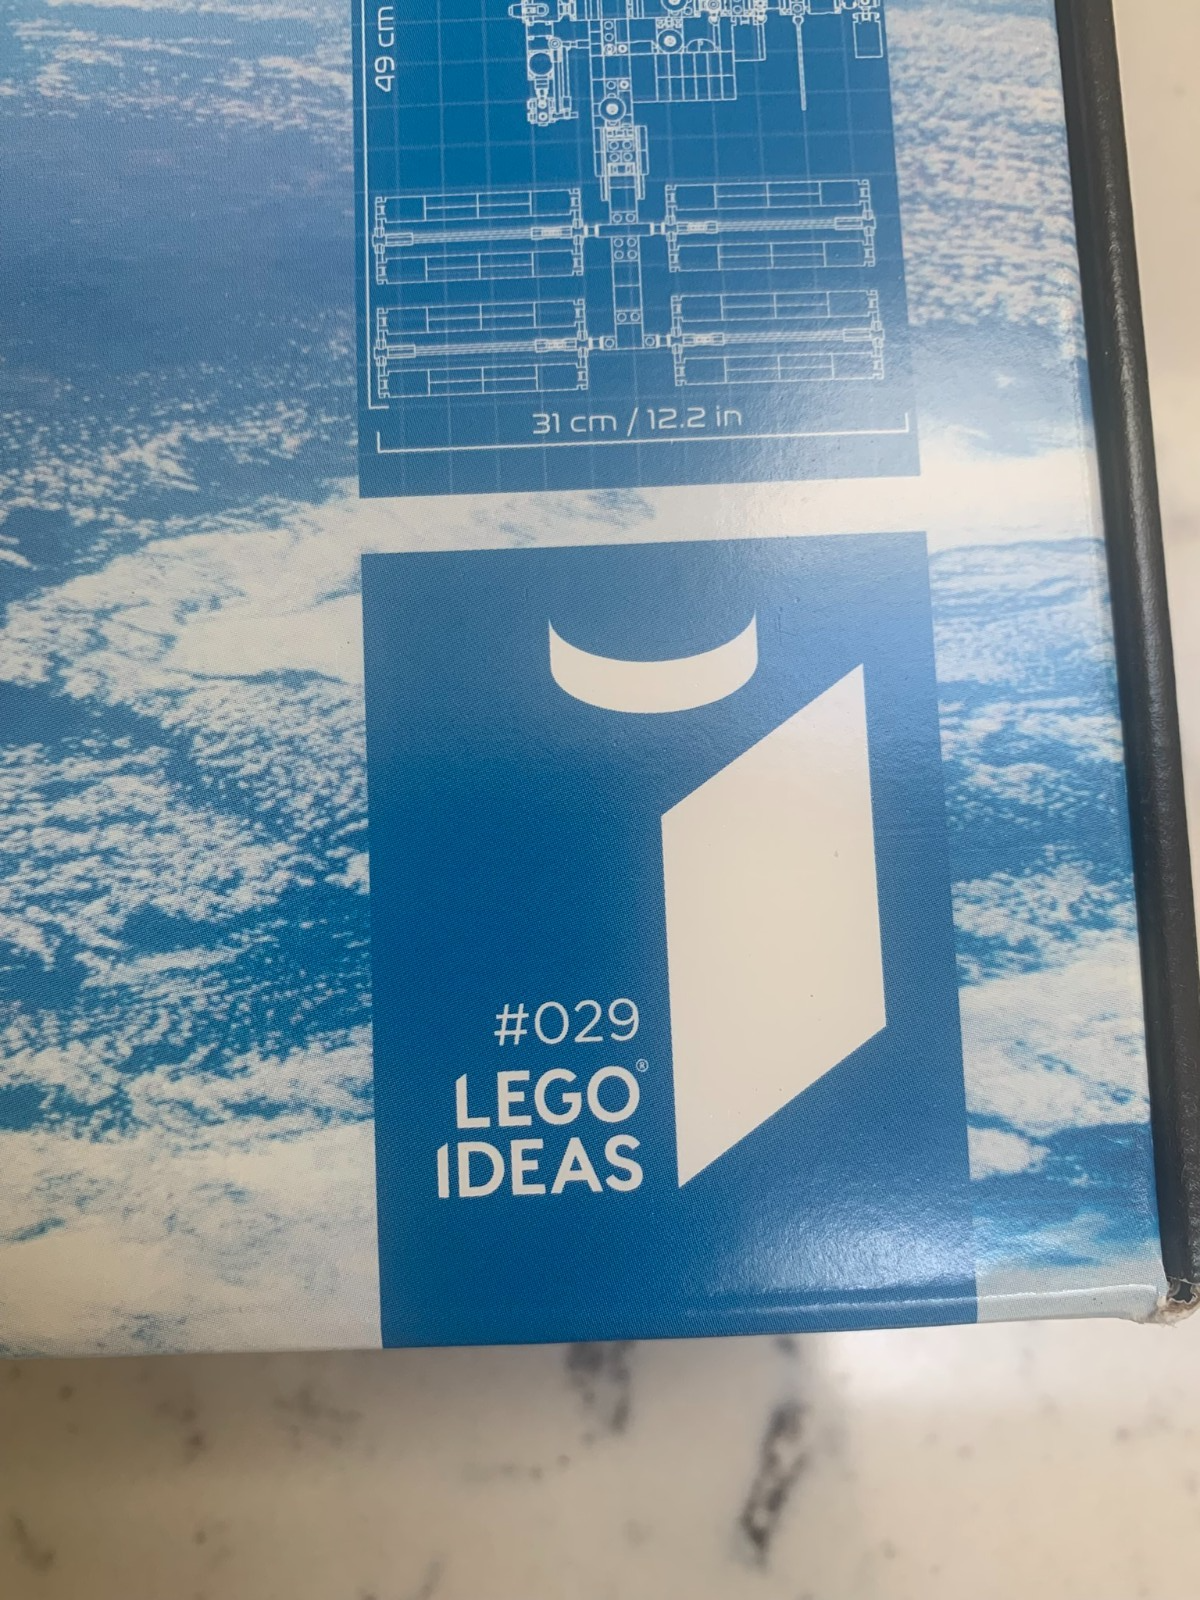 49 cm
31 cm / 12.2 in
#029
LEGO®
IDEAS